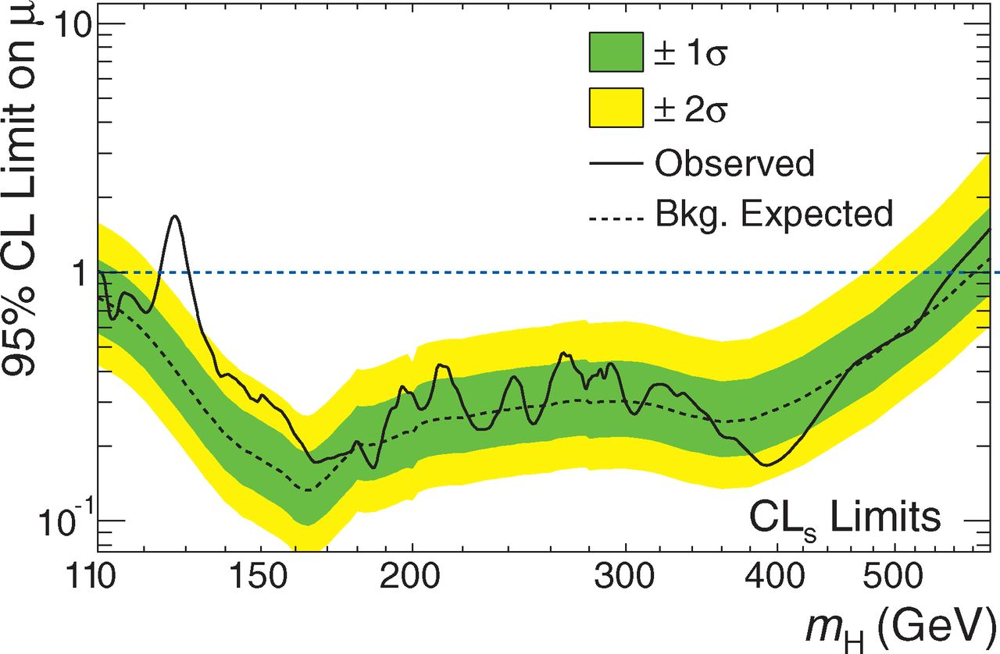 95% CL Limit on μ
10
1
10⁻¹
± 1σ
± 2σ
Observed
Bkg. Expected
CLₛ Limits
110 150 200 300 400 500
m_H (GeV)